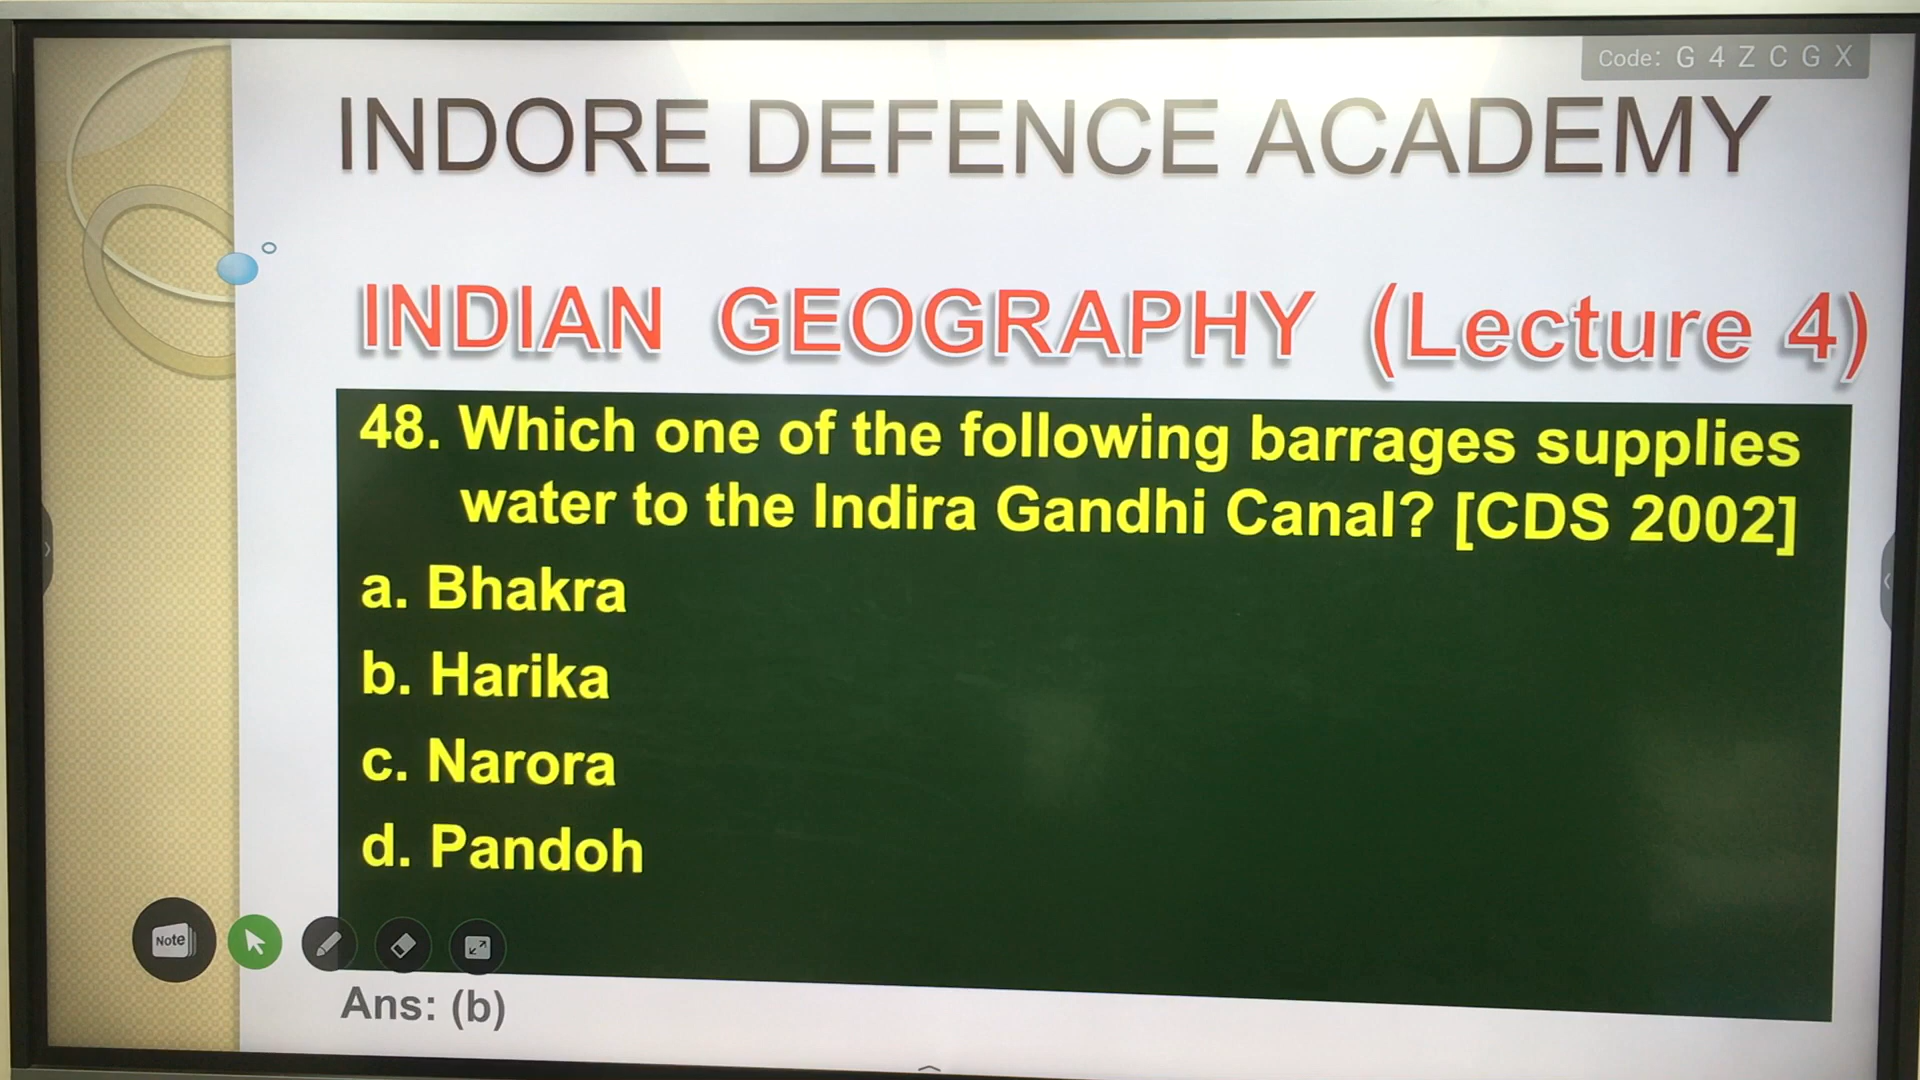 Code: G 4 Z C G X
INDORE DEFENCE ACADEMY
INDIAN GEOGRAPHY (Lecture 4)
48. Which one of the following barrages supplies
water to the Indira Gandhi Canal? [CDS 2002]
a. Bhakra
b. Harika
c. Narora
d. Pandoh
Note
Ans: (b)